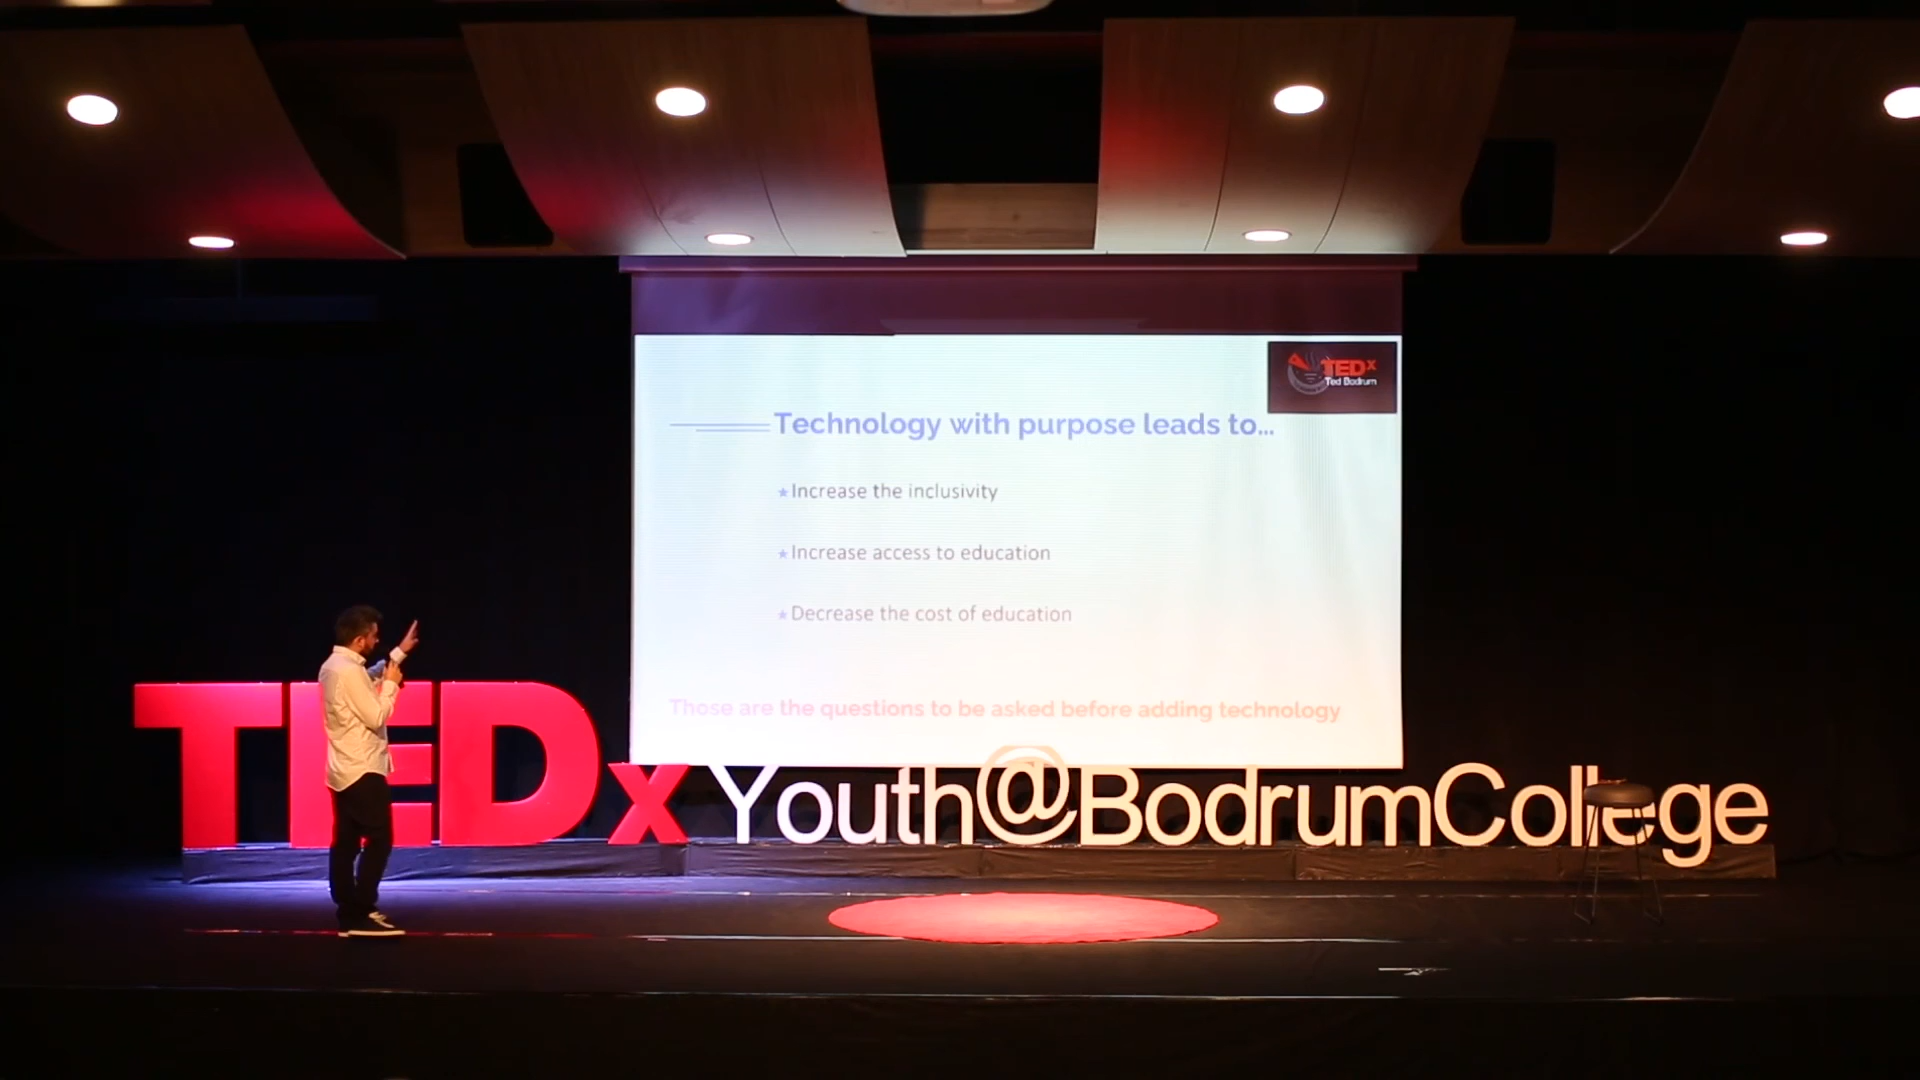 TEDx
Ted Bodrum
Technology with purpose leads to...
Increase the inclusivity
Increase access to education
Decrease the cost of education
Those are the questions to be asked before adding technology
TEDx Youth@BodrumCollege